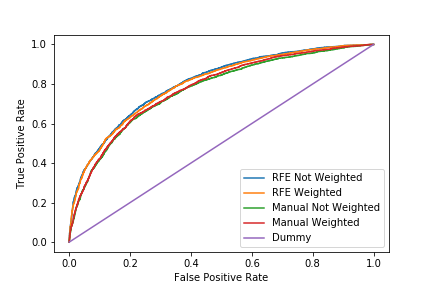 1.0
0.8
0.6
0.4
0.2
0.0
True Positive Rate
RFE Not Weighted
RFE Weighted
Manual Not Weighted
Manual Weighted
Dummy
0.0 0.2 0.4 0.6 0.8 1.0
False Positive Rate